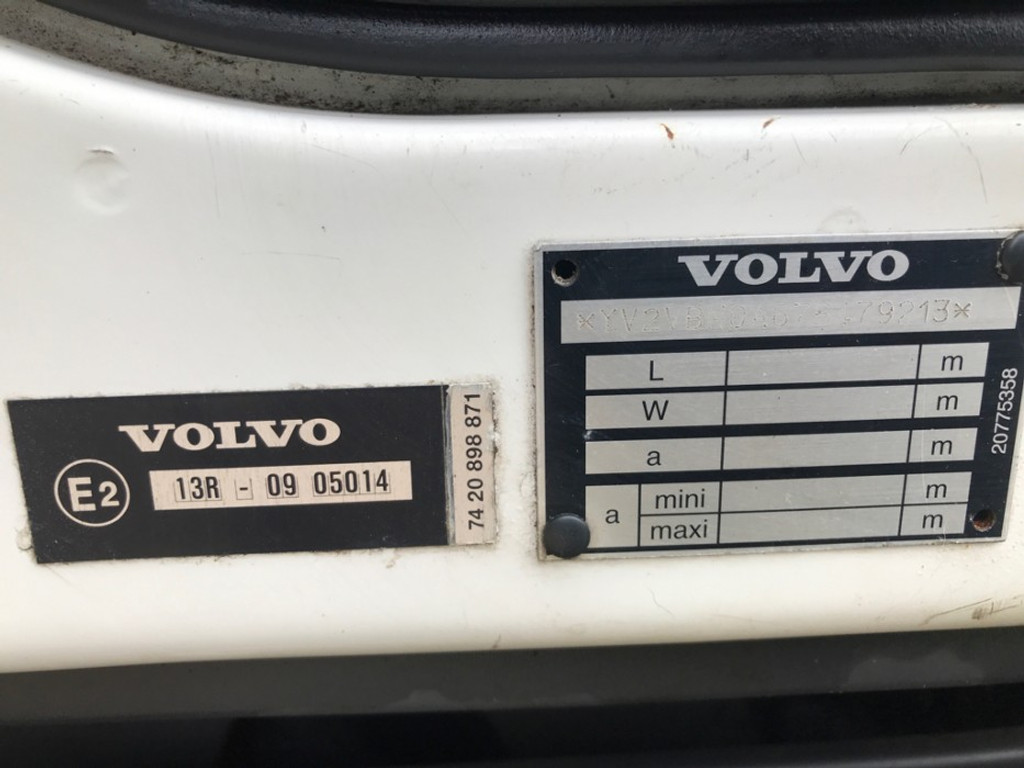 VOLVO
E2
13R - 09 05014
74 20 898 871
VOLVO
L m
W m
a m
a
mini m
maxi m
20775358